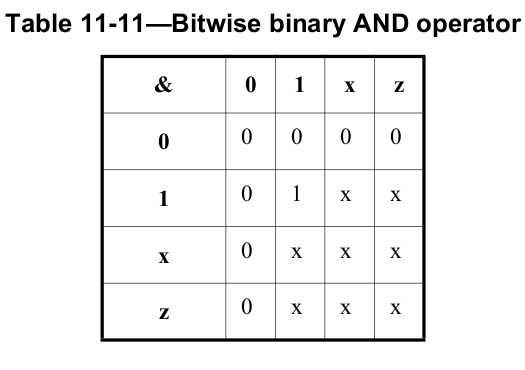 Table 11-11—Bitwise binary AND operator
& 0 1 x z
0 0 0 0 0
1 0 1 x x
x 0 x x x
z 0 x x x